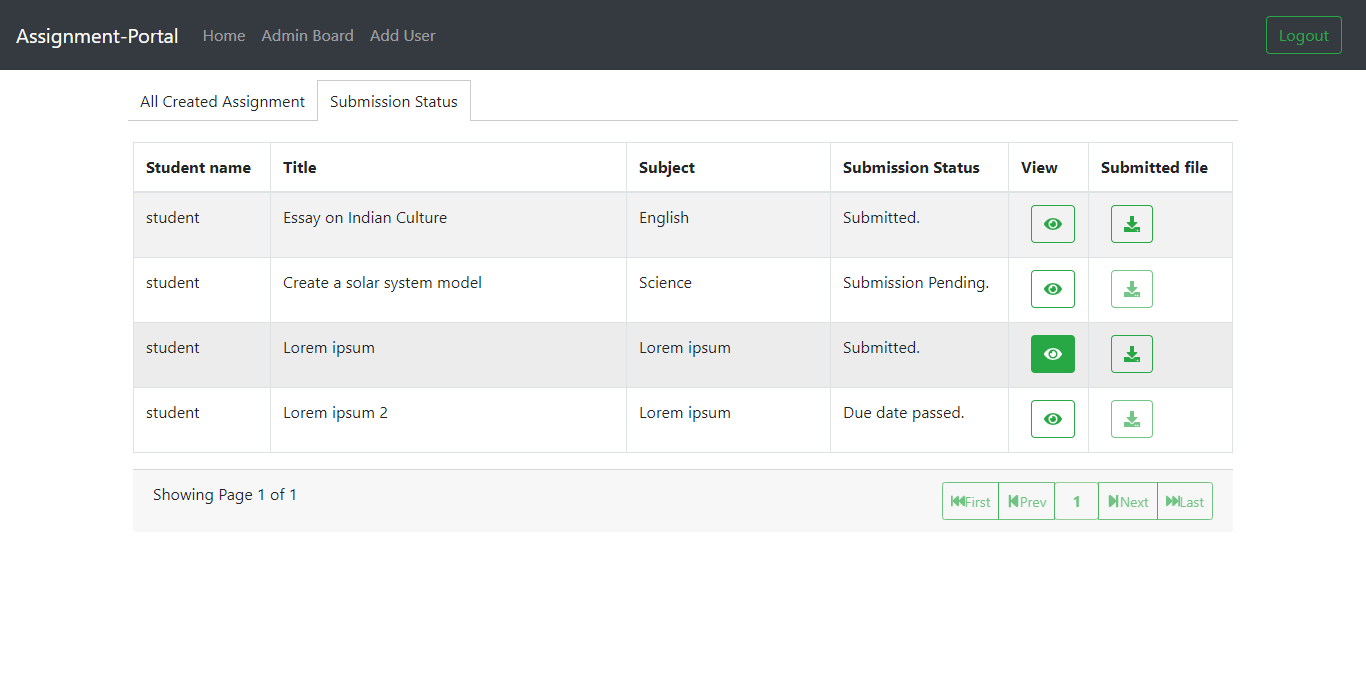 Assignment-Portal Home Admin Board Add User Logout
All Created Assignment Submission Status
Student name Title Subject Submission Status View Submitted file
student Essay on Indian Culture English Submitted.
student Create a solar system model Science Submission Pending.
student Lorem ipsum Lorem ipsum Submitted.
student Lorem ipsum 2 Lorem ipsum Due date passed.
Showing Page 1 of 1 First Prev 1 Next Last